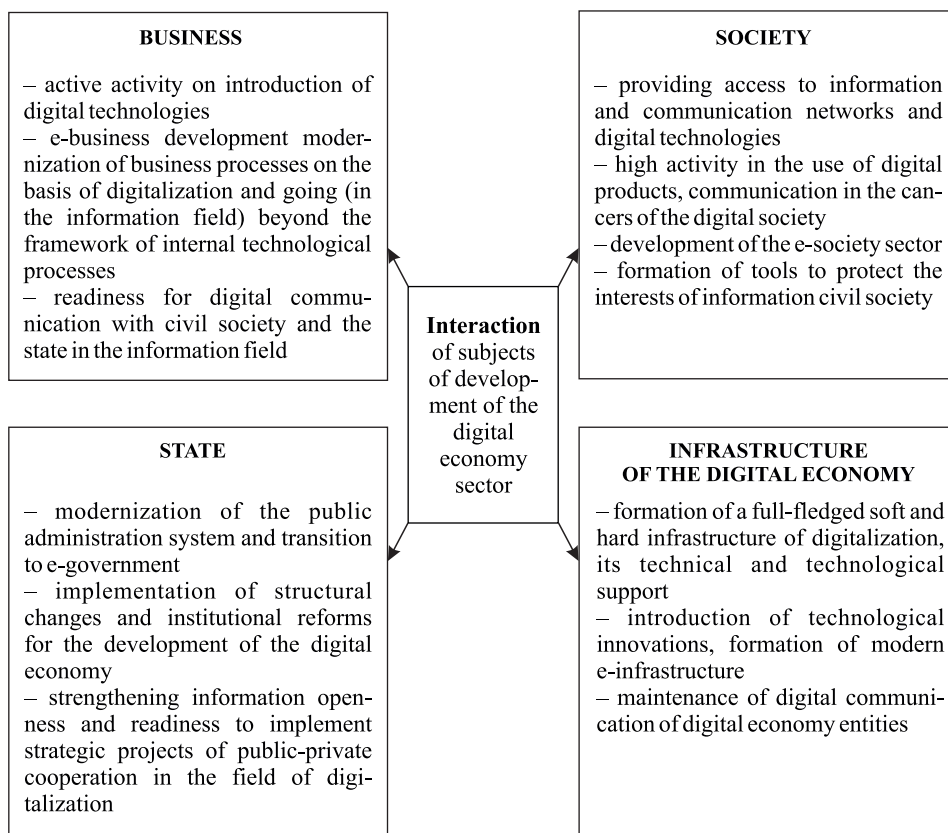 BUSINESS
– active activity on introduction of
digital technologies
– e-business development moder-
nization of business processes on the
basis of digitalization and going (in
the information field) beyond the
framework of internal technological
processes
– readiness for digital commu-
nication with civil society and the
state in the information field
SOCIETY
– providing access to information
and communication networks and
digital technologies
– high activity in the use of digital
products, communication in the can-
cers of the digital society
– development of the e-society sector
– formation of tools to protect the
interests of information civil society
Interaction
of subjects
of develop-
ment of the
digital
economy
sector
STATE
– modernization of the public
administration system and transition
to e-government
– implementation of structural
changes and institutional reforms
for the development of the digital
economy
– strengthening information open-
ness and readiness to implement
strategic projects of public-private
cooperation in the field of digi-
talization
INFRASTRUCTURE
OF THE DIGITAL ECONOMY
– formation of a full-fledged soft and
hard infrastructure of digitalization,
its technical and technological
support
– introduction of technological
innovations, formation of modern
e-infrastructure
– maintenance of digital communi-
cation of digital economy entities